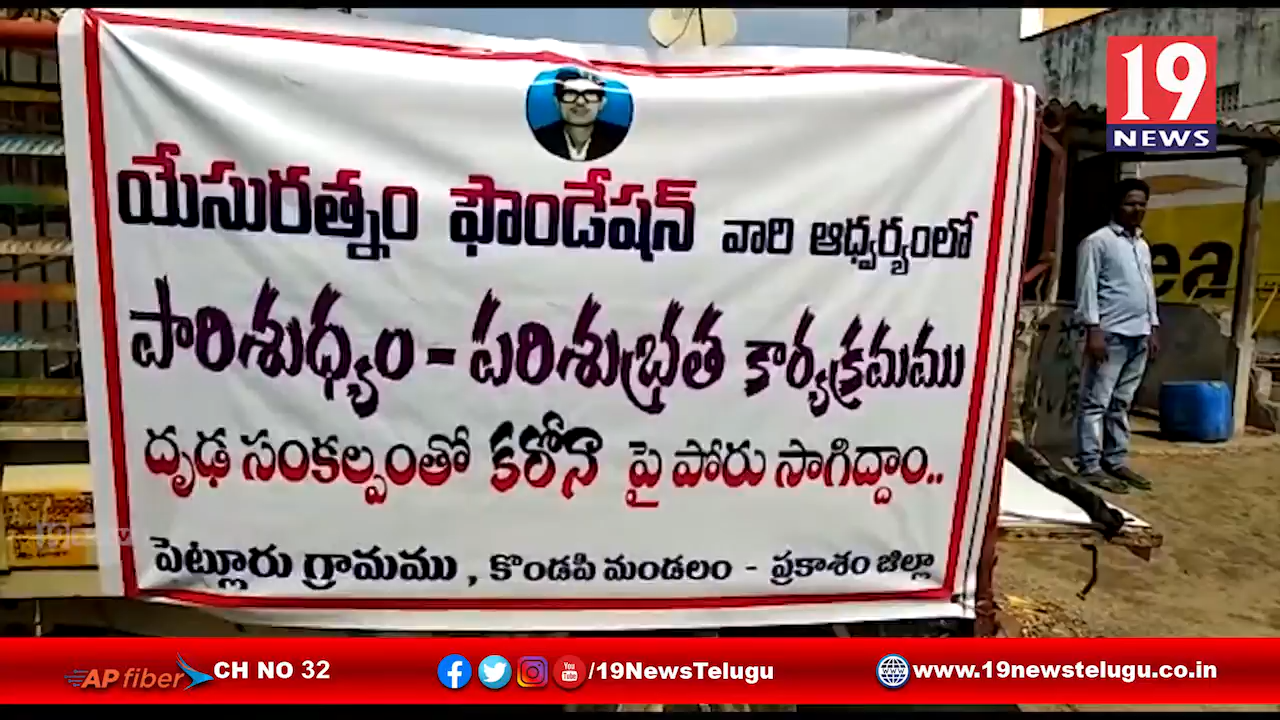 19
NEWS
యేసురత్నం ఫౌండేషన్ వారి ఆధ్వర్యంలో
పారిశుధ్యం - పరిశుభ్రత కార్యక్రమము
దృఢ సంకల్పంతో కరోనా పై పోరు సాగిద్దాం..
పెట్లూరు గ్రామము , కొండపి మండలం - ప్రకాశం జిల్లా
AP fiber CH NO 32 /19NewsTelugu www.19newstelugu.co.in